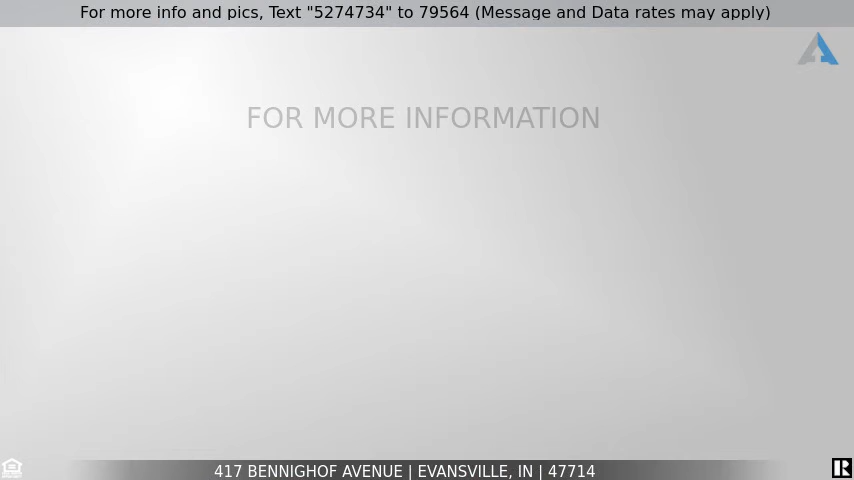 For more info and pics, Text "5274734" to 79564 (Message and Data rates may apply)
FOR MORE INFORMATION
417 BENNIGHOF AVENUE | EVANSVILLE, IN | 47714